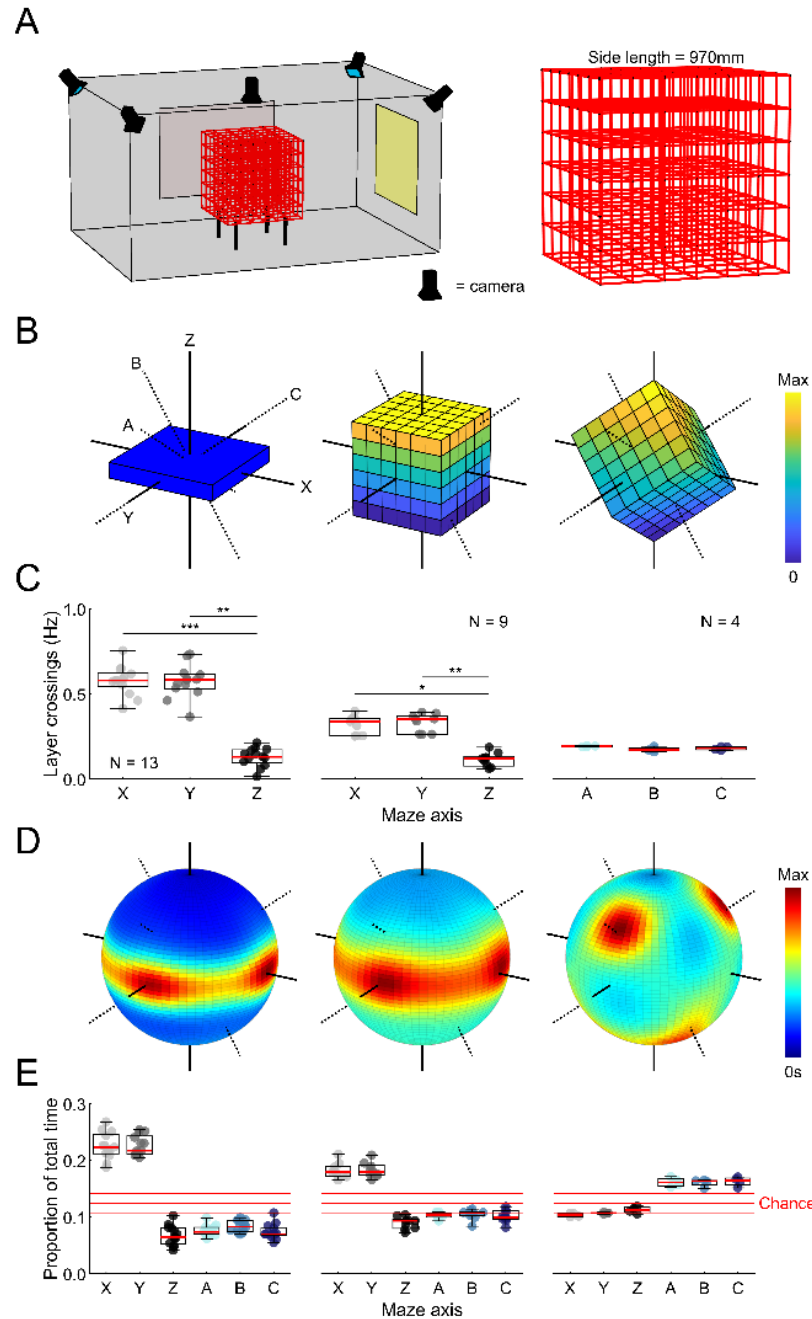 A
Side length = 970mm
= camera
B
Z
B
C
A
X
Y
Max
0
C
Layer crossings (Hz)
1.0
0.5
0.0
**
***
N = 13
X Y Z
N = 9
**
*
X Y Z
N = 4
A B C
Maze axis
D
Max
0s
E
Proportion of total time
0.3
0.2
0.1
0.0
Chance
X Y Z A B C
X Y Z A B C
X Y Z A B C
Maze axis